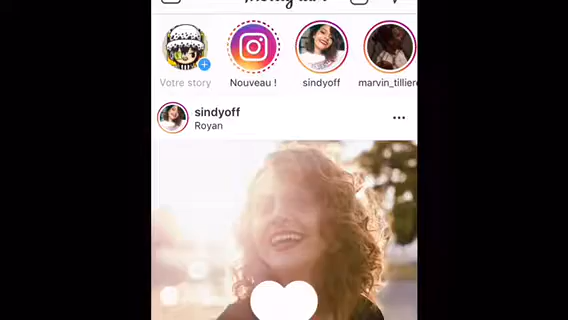 Votre story
Nouveau !
sindyoff
marvin_tilliere
sindyoff
Royan